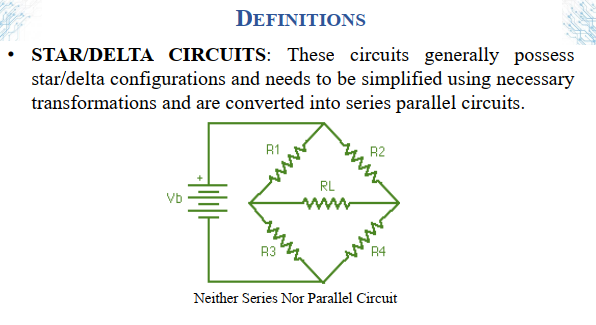 DEFINITIONS
• STAR/DELTA CIRCUITS: These circuits generally possess
star/delta configurations and needs to be simplified using necessary
transformations and are converted into series parallel circuits.
R1
R2
RL
+
Vb
R3
R4
Neither Series Nor Parallel Circuit